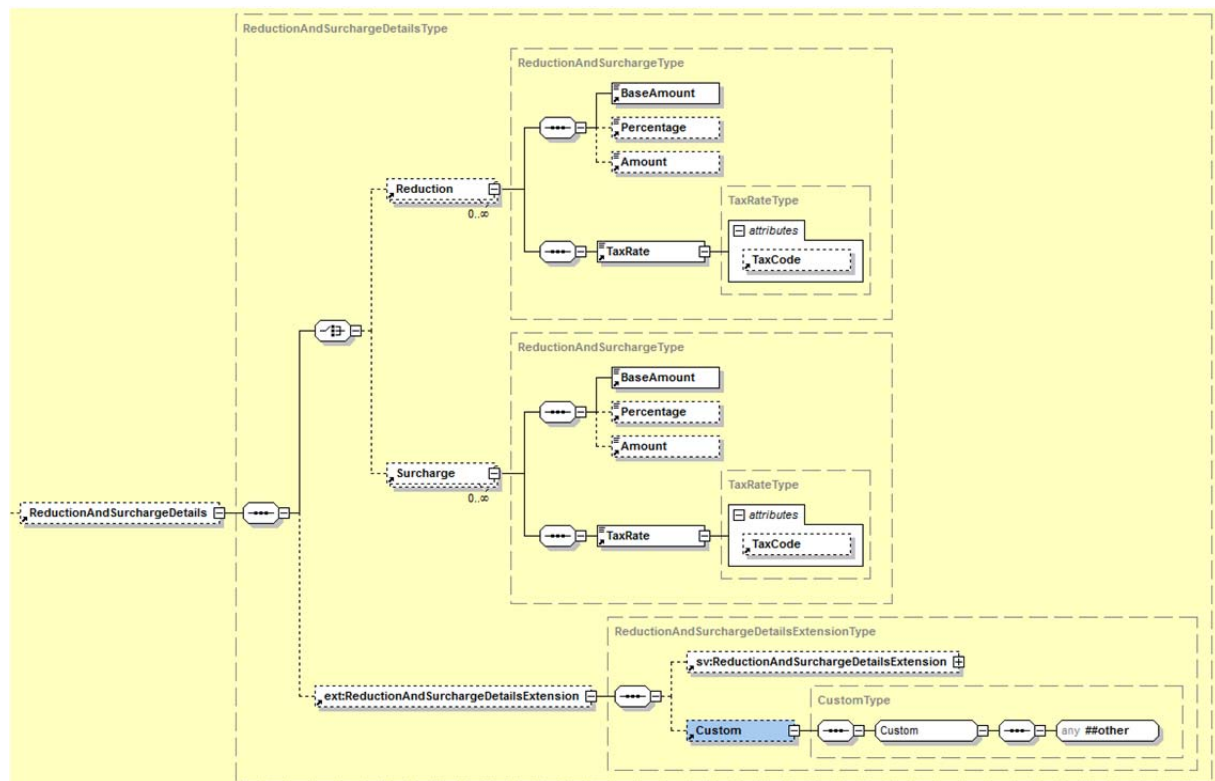 ReductionAndSurchargeDetailsType
ReductionAndSurchargeType
BaseAmount
Percentage
Amount
Reduction
0..∞
TaxRateType
attributes
TaxRate
TaxCode
ReductionAndSurchargeType
BaseAmount
Percentage
Amount
Surcharge
0..∞
TaxRateType
ReductionAndSurchargeDetails
attributes
TaxRate
TaxCode
ReductionAndSurchargeDetailsExtensionType
sv:ReductionAndSurchargeDetailsExtension
ext:ReductionAndSurchargeDetailsExtension
CustomType
Custom
Custom
any ##other